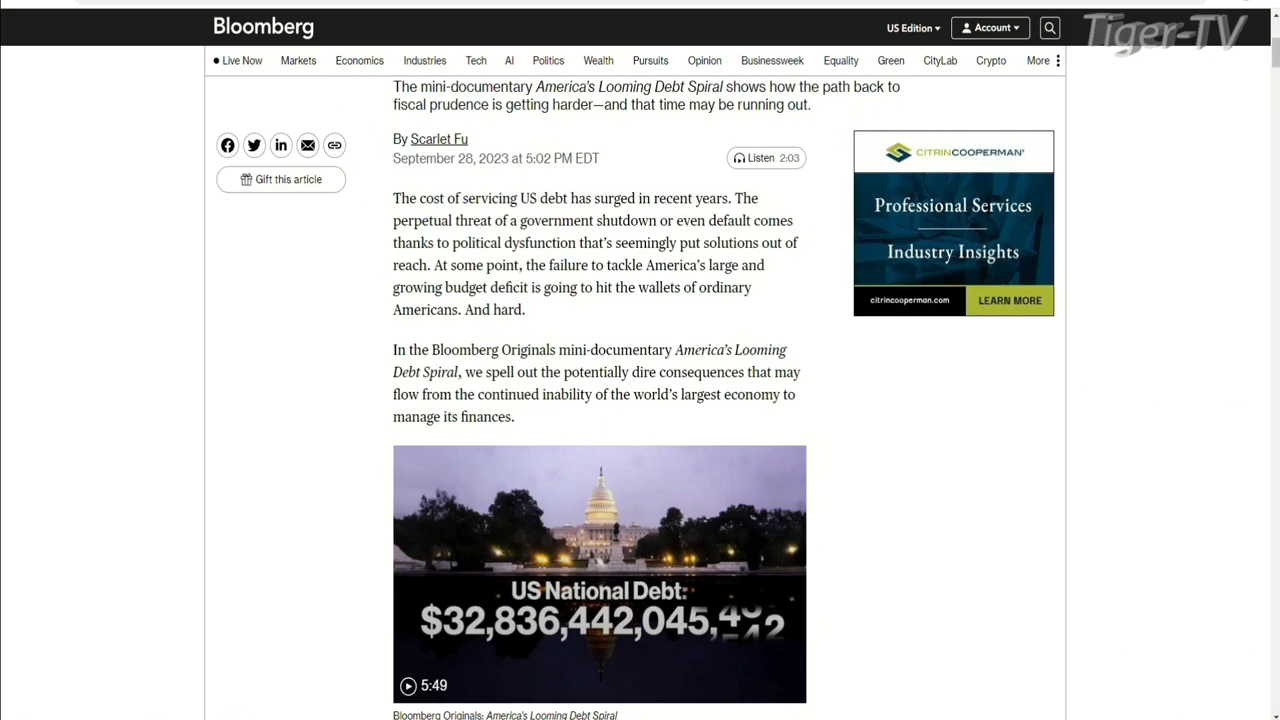 Bloomberg
US Edition
Account
Tiger-TV
Live Now
Markets
Economics
Industries
Tech
AI
Politics
Wealth
Pursuits
Opinion
Businessweek
Equality
Green
CityLab
Crypto
More
The mini-documentary America's Looming Debt Spiral shows how the path back to
fiscal prudence is getting harder—and that time may be running out.
By Scarlet Fu
September 28, 2023 at 5:02 PM EDT
Listen 2:03
Gift this article
The cost of servicing US debt has surged in recent years. The
perpetual threat of a government shutdown or even default comes
thanks to political dysfunction that's seemingly put solutions out of
reach. At some point, the failure to tackle America's large and
growing budget deficit is going to hit the wallets of ordinary
Americans. And hard.
In the Bloomberg Originals mini-documentary America's Looming
Debt Spiral, we spell out the potentially dire consequences that may
flow from the continued inability of the world's largest economy to
manage its finances.
CITRINCOOPERMAN
Professional Services
Industry Insights
citrincooperman.com
LEARN MORE
US National Debt:
$32,836,442,045,
5:49
Bloomberg Originals: America's Looming Debt Spiral